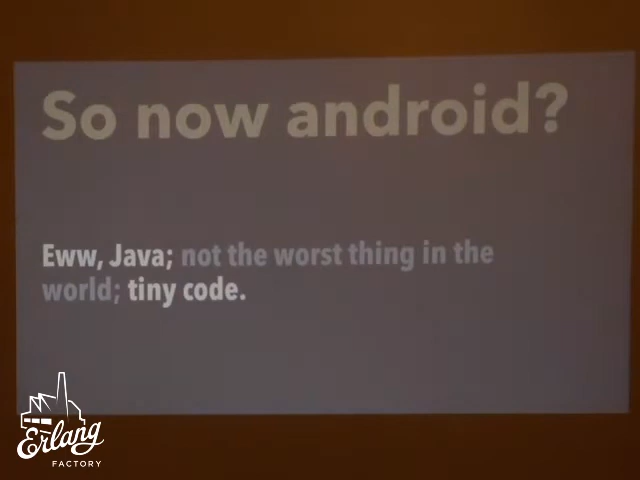 So now android?
Eww, Java; not the worst thing in the
world; tiny code.
Erlang
FACTORY